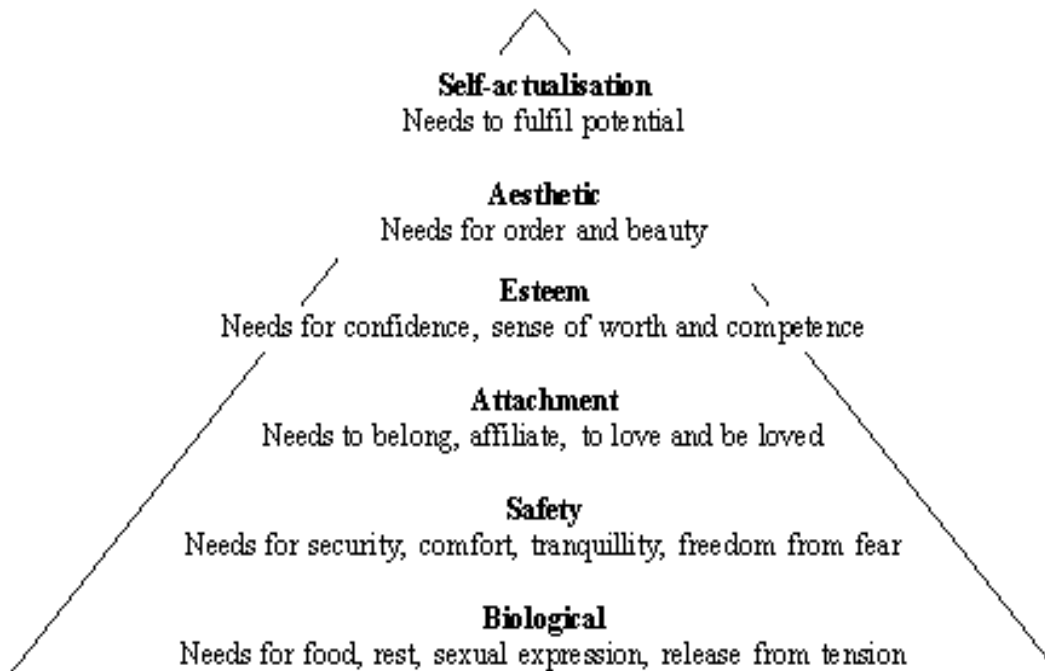 Self-actualisation
Needs to fulfil potential
Aesthetic
Needs for order and beauty
Esteem
Needs for confidence, sense of worth and competence
Attachment
Needs to belong, affiliate, to love and be loved
Safety
Needs for security, comfort, tranquillity, freedom from fear
Biological
Needs for food, rest, sexual expression, release from tension